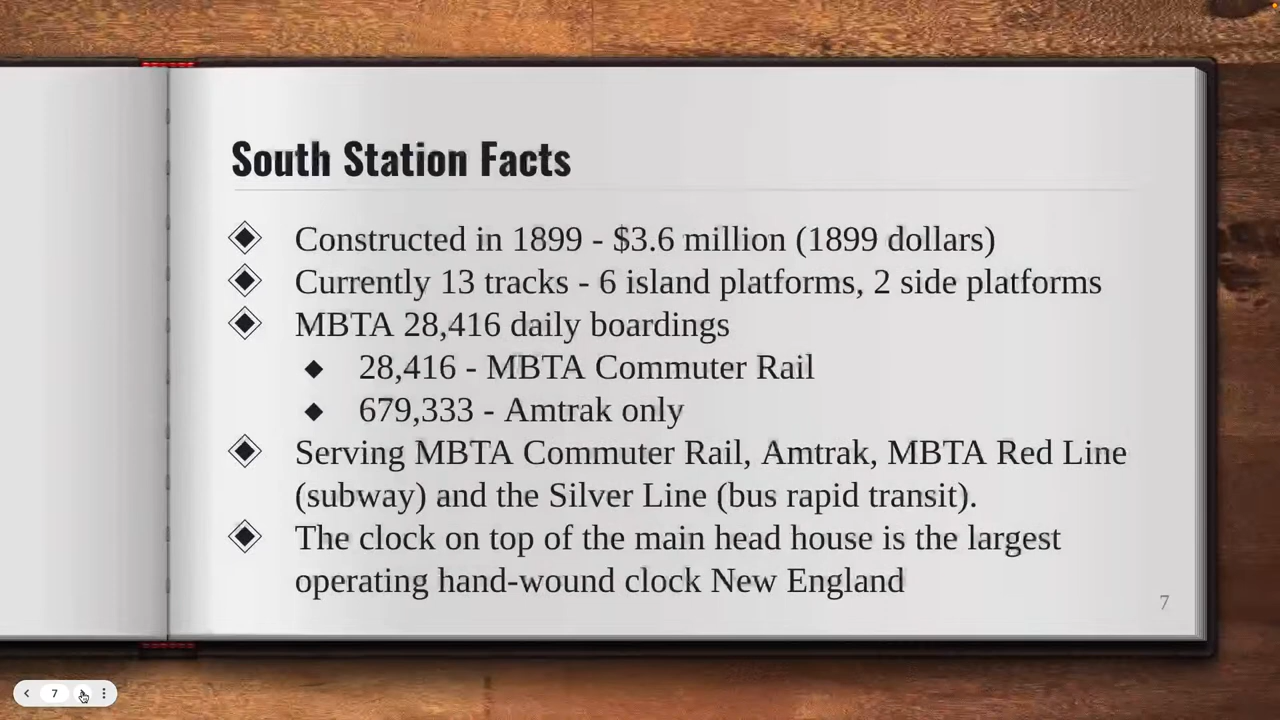 South Station Facts
Constructed in 1899 - $3.6 million (1899 dollars)
Currently 13 tracks - 6 island platforms, 2 side platforms
MBTA 28,416 daily boardings
28,416 - MBTA Commuter Rail
679,333 - Amtrak only
Serving MBTA Commuter Rail, Amtrak, MBTA Red Line
(subway) and the Silver Line (bus rapid transit).
The clock on top of the main head house is the largest
operating hand-wound clock New England
7
7